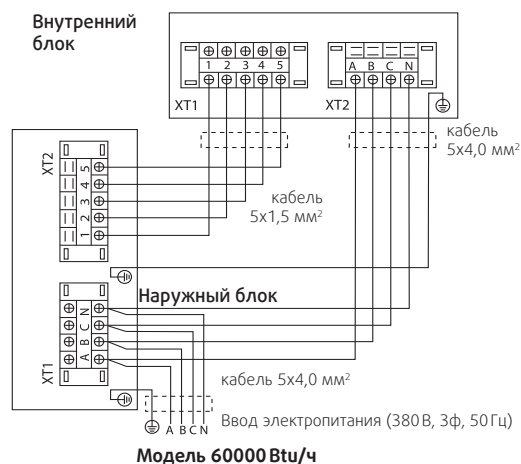 Внутренний
блок
1 2 3 4 5
A B C N
XT1
XT2
кабель
5x4,0 мм²
XT2
5
4
3
2
1
кабель
5x1,5 мм²
Наружный блок
N
C
B
A
XT1
кабель 5x4,0 мм²
Ввод электропитания (380 В, 3ф, 50 Гц)
A B C N
Модель 60000 Btu/ч